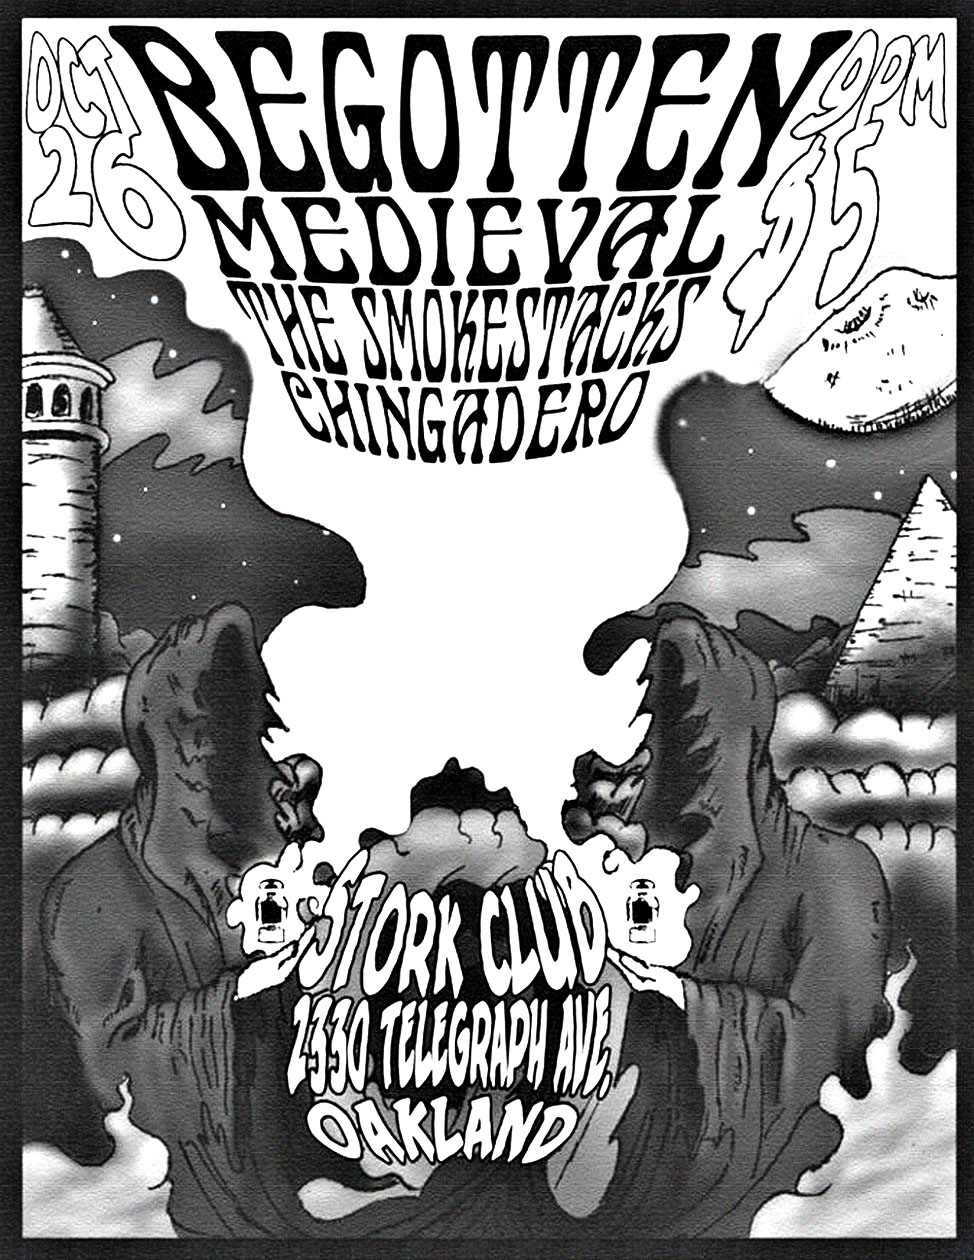 OCT
26
BEGOTTEN
9PM
$5
MEDIEVAL
THE SMOKESTACKS
CHINGADERO
STORK CLUB
2330 TELEGRAPH AVE.
OAKLAND